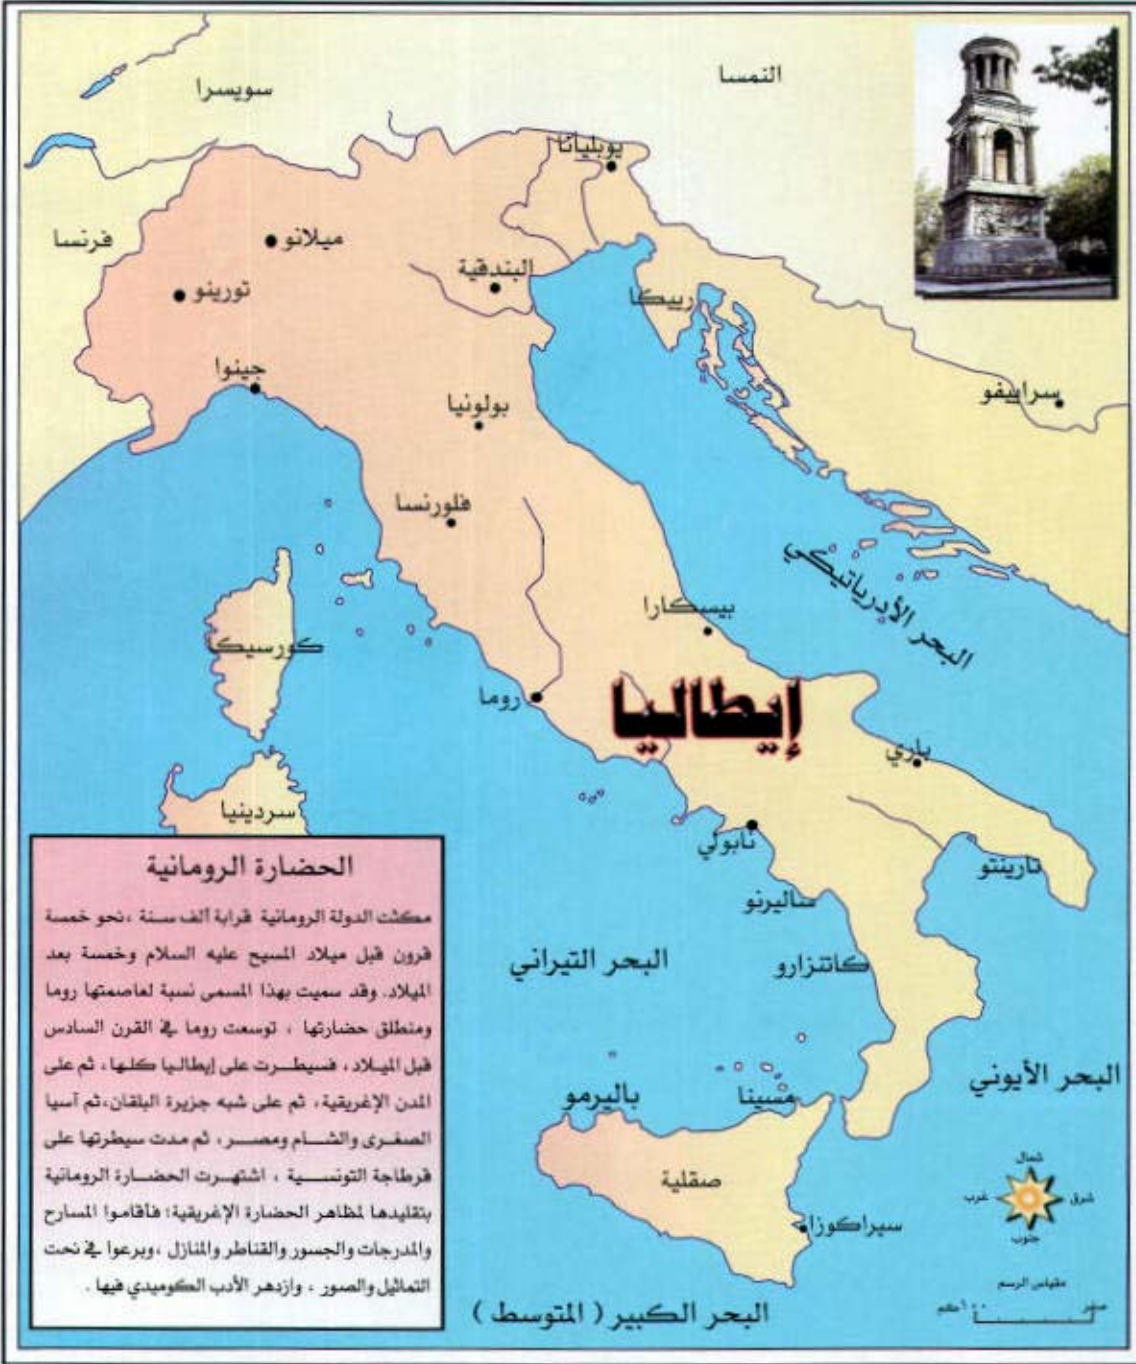 النمسا
سويسرا
يوبليانا
فرنسا
ميلانو
البندقية
تورينو
رييكا
جينوا
بولونيا
سراييفو
فلورنسا
البحر الأدرياتيكي
بيسكارا
كورسيكا
روما
إيطاليا
باري
سردينيا
نابولي
تارينتو
ساليرنو
البحر التيراني
كاتنزارو
البحر الأيوني
مسينا
باليرمو
صقلية
سيراكوزا
شمال
شرق
غرب
جنوب
مقياس الرسم
صفر
البحر الكبير ( المتوسط )
الحضارة الرومانية
مكثت الدولة الرومانية قرابة ألف سنة ،نحو خمسة
قرون قبل ميلاد المسيح عليه السلام وخمسة بعد
الميلاد. وقد سميت بهذا المسمى نسبة لعاصمتها روما
ومنطلق حضارتها ، توسعت روما في القرن السادس
قبل الميلاد ، فسيطرت على إيطاليا كلها، ثم على
المدن الإغريقية، ثم على شبه جزيرة البلقان،ثم آسيا
الصغرى والشام ومصر ، ثم مدت سيطرتها على
قرطاجة التونسية ، اشتهرت الحضارة الرومانية
بتقليدها لمظاهر الحضارة الإغريقية؛ فأقاموا المسارح
والمدرجات والجسور والقناطر والمنازل ،وبرعوا في نحت
التماثيل والصور ، وازدهر الأدب الكوميدي فيها .